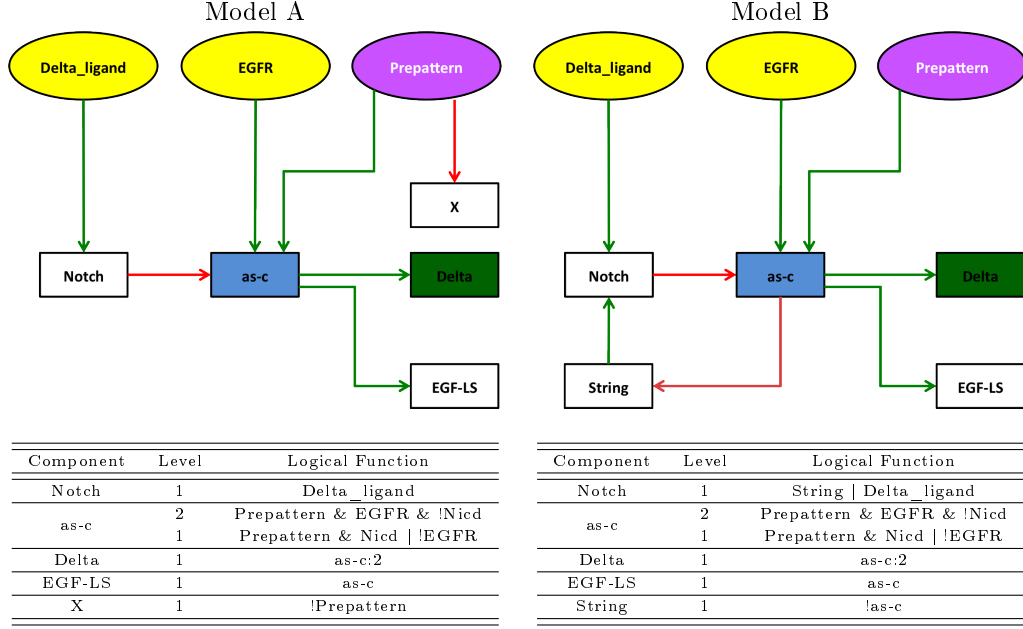 Model A
Delta_ligand
EGFR
Prepattern
X
Notch
as-c
Delta
EGF-LS
Component Level Logical Function
Notch 1 Delta_ligand
as-c 2 Prepattern & EGFR & !Nicd
1 Prepattern & Nicd | !EGFR
Delta 1 as-c:2
EGF-LS 1 as-c
X 1 !Prepattern
Model B
Delta_ligand
EGFR
Prepattern
Notch
as-c
Delta
String
EGF-LS
Component Level Logical Function
Notch 1 String | Delta_ligand
as-c 2 Prepattern & EGFR & !Nicd
1 Prepattern & Nicd | !EGFR
Delta 1 as-c:2
EGF-LS 1 as-c
String 1 !as-c